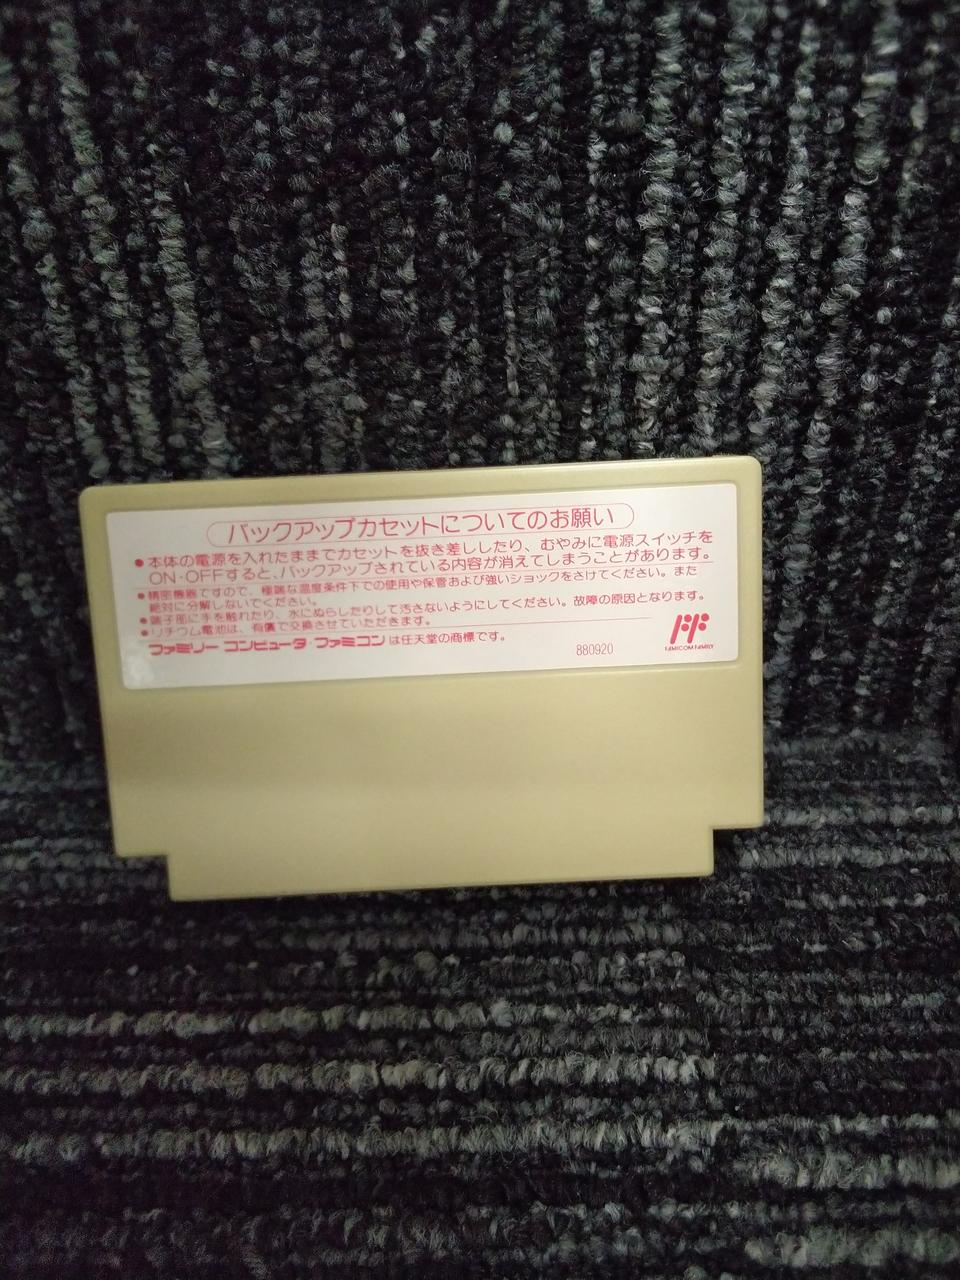 バックアップカセットについてのお願い
●本体の電源を入れたままでカセットを抜き差ししたり、むやみに電源スイッチを
ON・OFFすると、バックアップされている内容が消えてしまうことがあります。
●精密機器ですので、極端な温度条件下での使用や保管および強いショックをさけてください。また
絶対に分解しないでください。
●端子部に手を触れたり、水にぬらしたりして汚さないようにしてください。故障の原因となります。
●リチウム電池は、有償で交換させていただきます。
ファミリー コンピュータ・ファミコン は任天堂の商標です。
880920
FAMICOM FAMILY